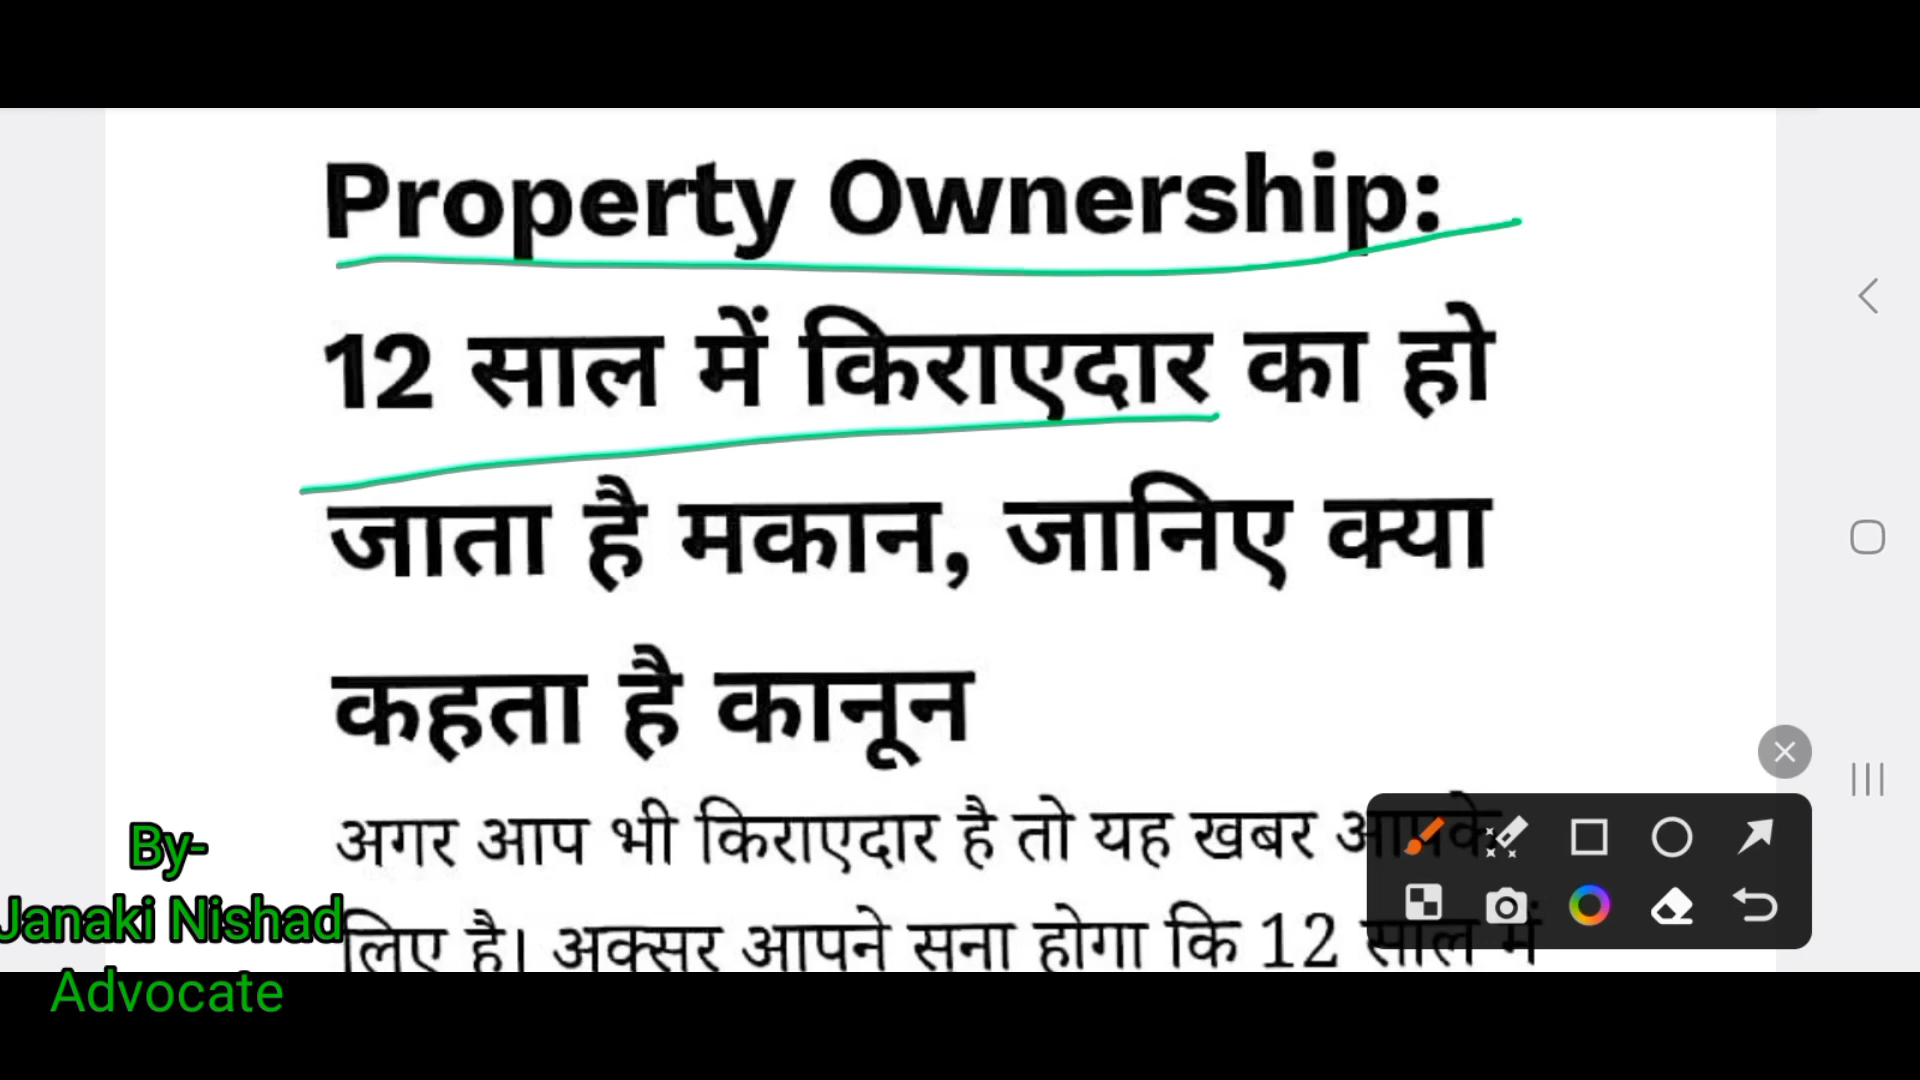 Property Ownership:
12 साल में किराएदार का हो
जाता है मकान, जानिए क्या
कहता है कानून
अगर आप भी किराएदार है तो यह खबर आपके
लिए है। अक्सर आपने सुना होगा कि 12 साल में
By-
Janaki Nishad
Advocate